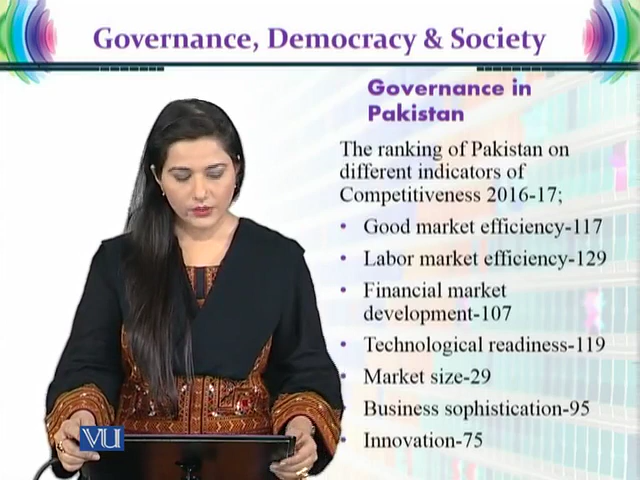 Governance, Democracy & Society
Governance in
Pakistan
The ranking of Pakistan on
different indicators of
Competitiveness 2016-17;
• Good market efficiency-117
• Labor market efficiency-129
• Financial market
development-107
• Technological readiness-119
• Market size-29
• Business sophistication-95
• Innovation-75
VU